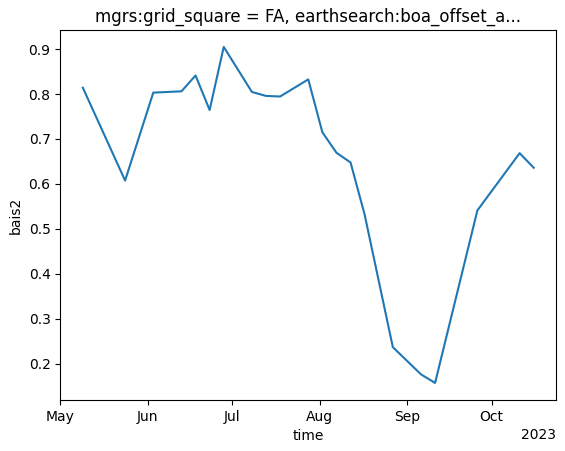 mgrs:grid_square = FA, earthsearch:boa_offset_a...
0.9
0.8
0.7
0.6
0.5
0.4
0.3
0.2
bais2
May Jun Jul Aug Sep Oct
time
2023